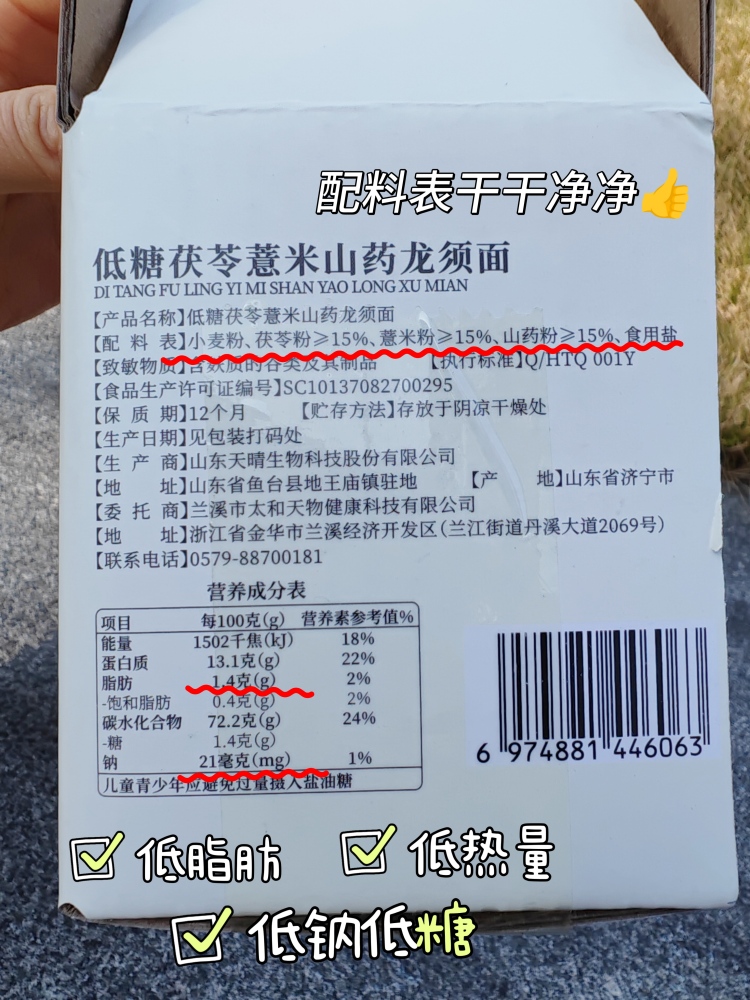 配料表干干净净👍
低糖茯苓薏米山药龙须面
DI TANG FU LING YI MI SHAN YAO LONG XU MIAN
【产品名称】低糖茯苓薏米山药龙须面
【配 料 表】小麦粉、茯苓粉≥15%、薏米粉≥15%、山药粉≥15%、食用盐
【致敏物质】含麸质的谷类及其制品 【执行标准】Q/HTQ 001Y
【食品生产许可证编号】SC10137082700295
【保 质 期】12个月 【贮存方法】存放于阴凉干燥处
【生产日期】见包装打码处
【生 产 商】山东天晴生物科技股份有限公司
【地 址】山东省鱼台县地王庙镇驻地 【产 地】山东省济宁市
【委 托 商】兰溪市太和天物健康科技有限公司
【地 址】浙江省金华市兰溪经济开发区(兰江街道丹溪大道2069号)
【联系电话】0579-88700181
营养成分表
项目 每100克(g) 营养素参考值%
能量 1502千焦(kJ) 18%
蛋白质 13.1克(g) 22%
脂肪 1.4克(g) 2%
-饱和脂肪 0.4克(g) 2%
碳水化合物 72.2克(g) 24%
-糖 1.4克(g)
钠 21毫克(mg) 1%
儿童青少年应避免过量摄入盐油糖
6 974881 446063
低脂肪 低热量
低钠低糖